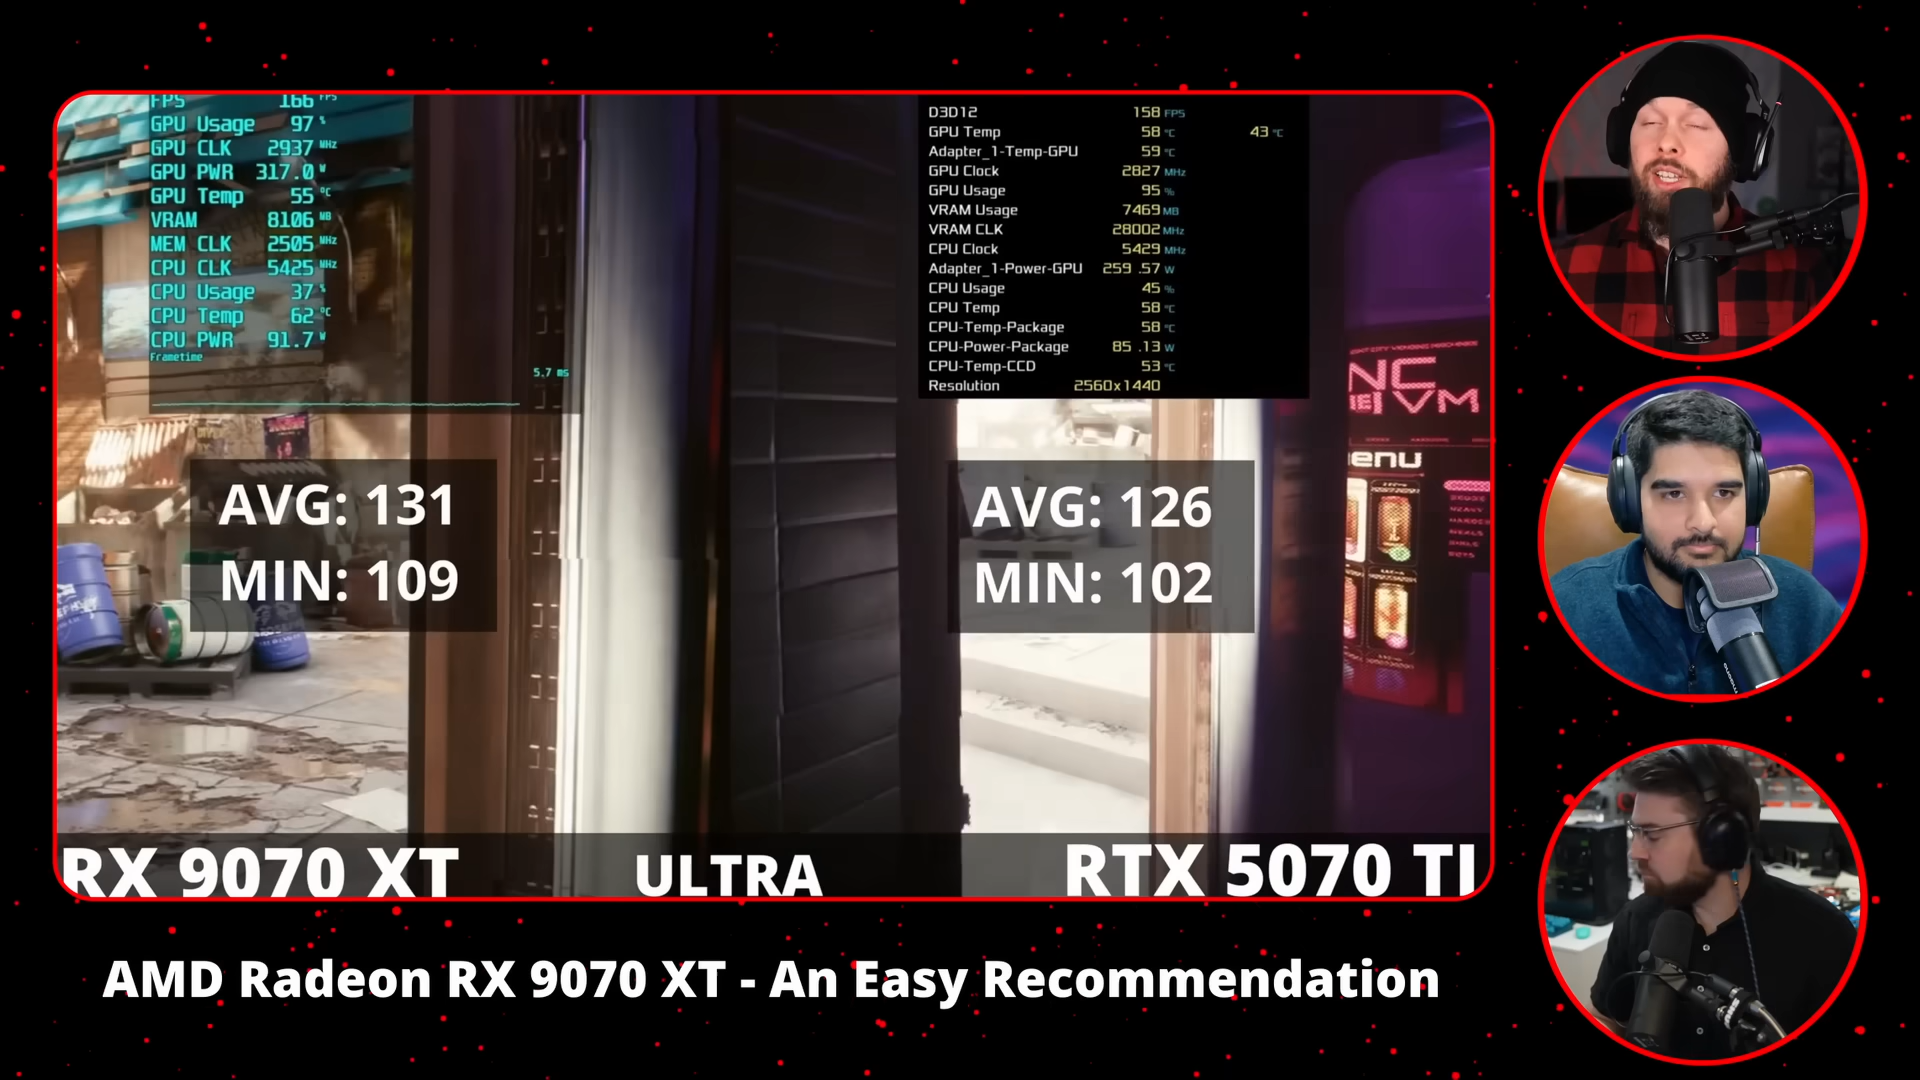 FPS 166 FPS
GPU Usage 97 %
GPU CLK 2937 MHz
GPU PWR 317.0 W
GPU Temp 55 °C
VRAM 8106 MB
MEM CLK 2505 MHz
CPU CLK 5425 MHz
CPU Usage 37 %
CPU Temp 62 °C
CPU PWR 91.7 W
Frametime
5.7 ms
D3D12 158 FPS
GPU Temp 58 °C 43 °C
Adapter_1-Temp-GPU 59 °C
GPU Clock 2827 MHz
GPU Usage 95 %
VRAM Usage 7469 MB
VRAM CLK 28002 MHz
CPU Clock 5429 MHz
Adapter_1-Power-GPU 259 .57 W
CPU Usage 45 %
CPU Temp 58 °C
CPU-Temp-Package 58 °C
CPU-Power-Package 85 .13 W
CPU-Temp-CCD 53 °C
Resolution 2560x1440
NC
VM
enu
AVG: 131
MIN: 109
AVG: 126
MIN: 102
RX 9070 XT
ULTRA
RTX 5070 TI
AMD Radeon RX 9070 XT - An Easy Recommendation